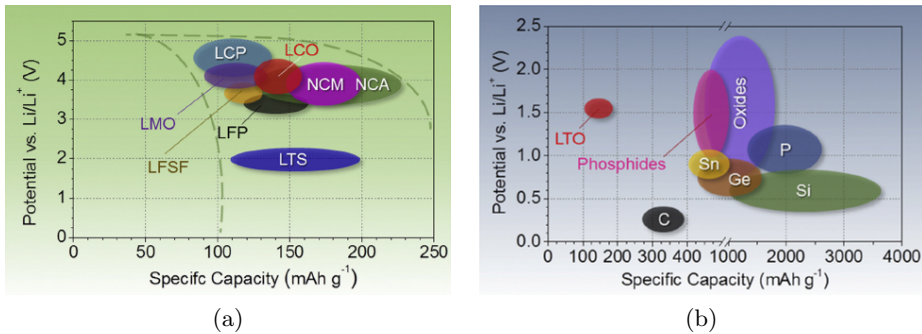 Potential vs. Li/Li⁺ (V)
5
4
3
2
1
0
LCP
LCO
NCM
NCA
LMO
LFP
LFSF
LTS
0
50
100
150
200
250
Specifc Capacity (mAh g⁻¹)
(a)
Potential vs. Li/Li⁺ (V)
2.5
2.0
1.5
1.0
0.5
0.0
Oxides
LTO
Phosphides
P
Sn
Ge
Si
C
0
100
200
300
400
500
1000
2000
3000
4000
Specific Capacity (mAh g⁻¹)
(b)